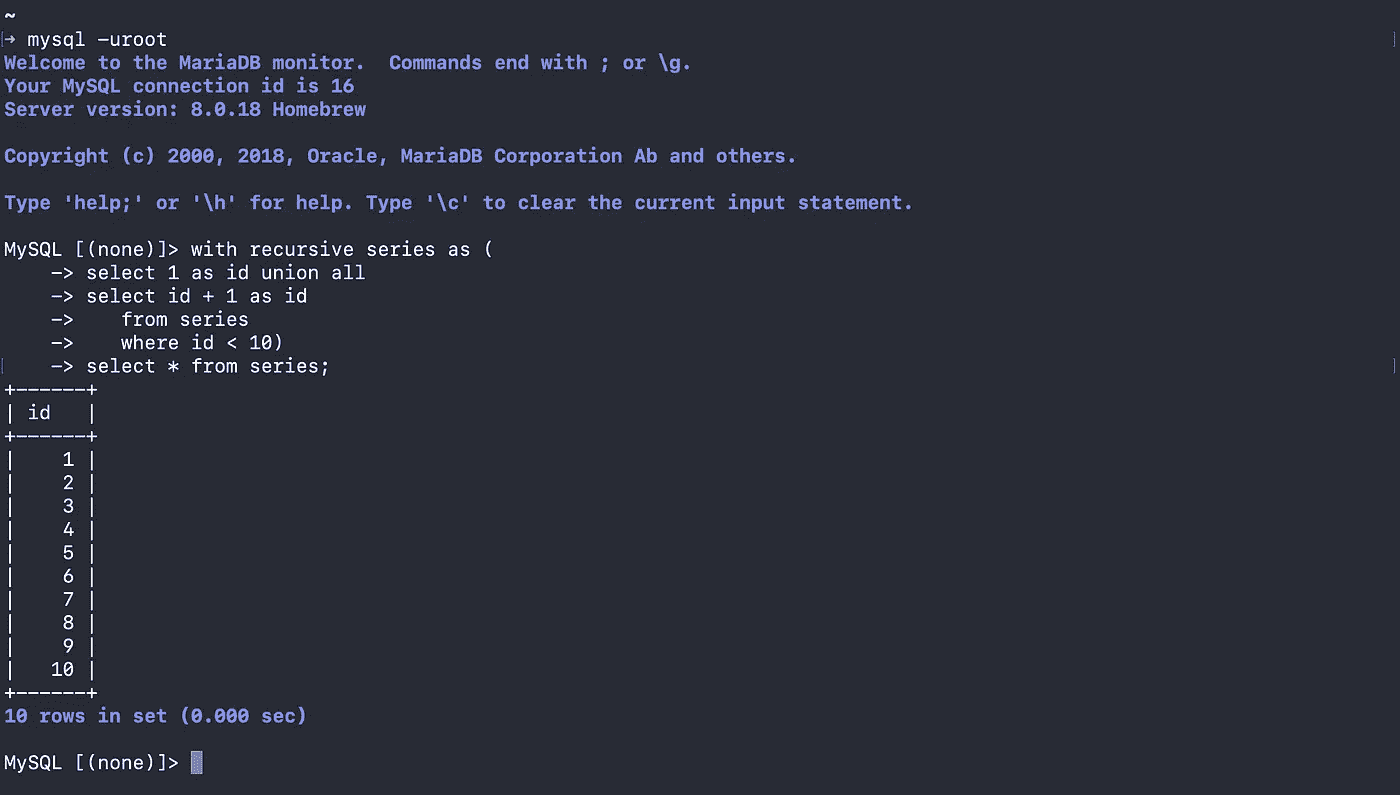 ~
→ mysql -uroot
Welcome to the MariaDB monitor.  Commands end with ; or \g.
Your MySQL connection id is 16
Server version: 8.0.18 Homebrew

Copyright (c) 2000, 2018, Oracle, MariaDB Corporation Ab and others.

Type 'help;' or '\h' for help. Type '\c' to clear the current input statement.

MySQL [(none)]> with recursive series as (
    -> select 1 as id union all
    -> select id + 1 as id
    ->    from series
    ->    where id < 10)
    -> select * from series;
+------+
| id   |
+------+
|    1 |
|    2 |
|    3 |
|    4 |
|    5 |
|    6 |
|    7 |
|    8 |
|    9 |
|   10 |
+------+
10 rows in set (0.000 sec)

MySQL [(none)]>